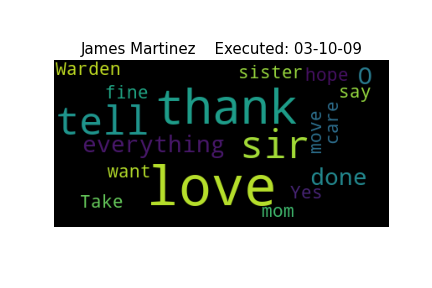 James Martinez    Executed: 03-10-09
Warden
sister
hope
O
fine
thank
say
tell
move
care
everything
sir
want
love
done
Yes
Take
mom